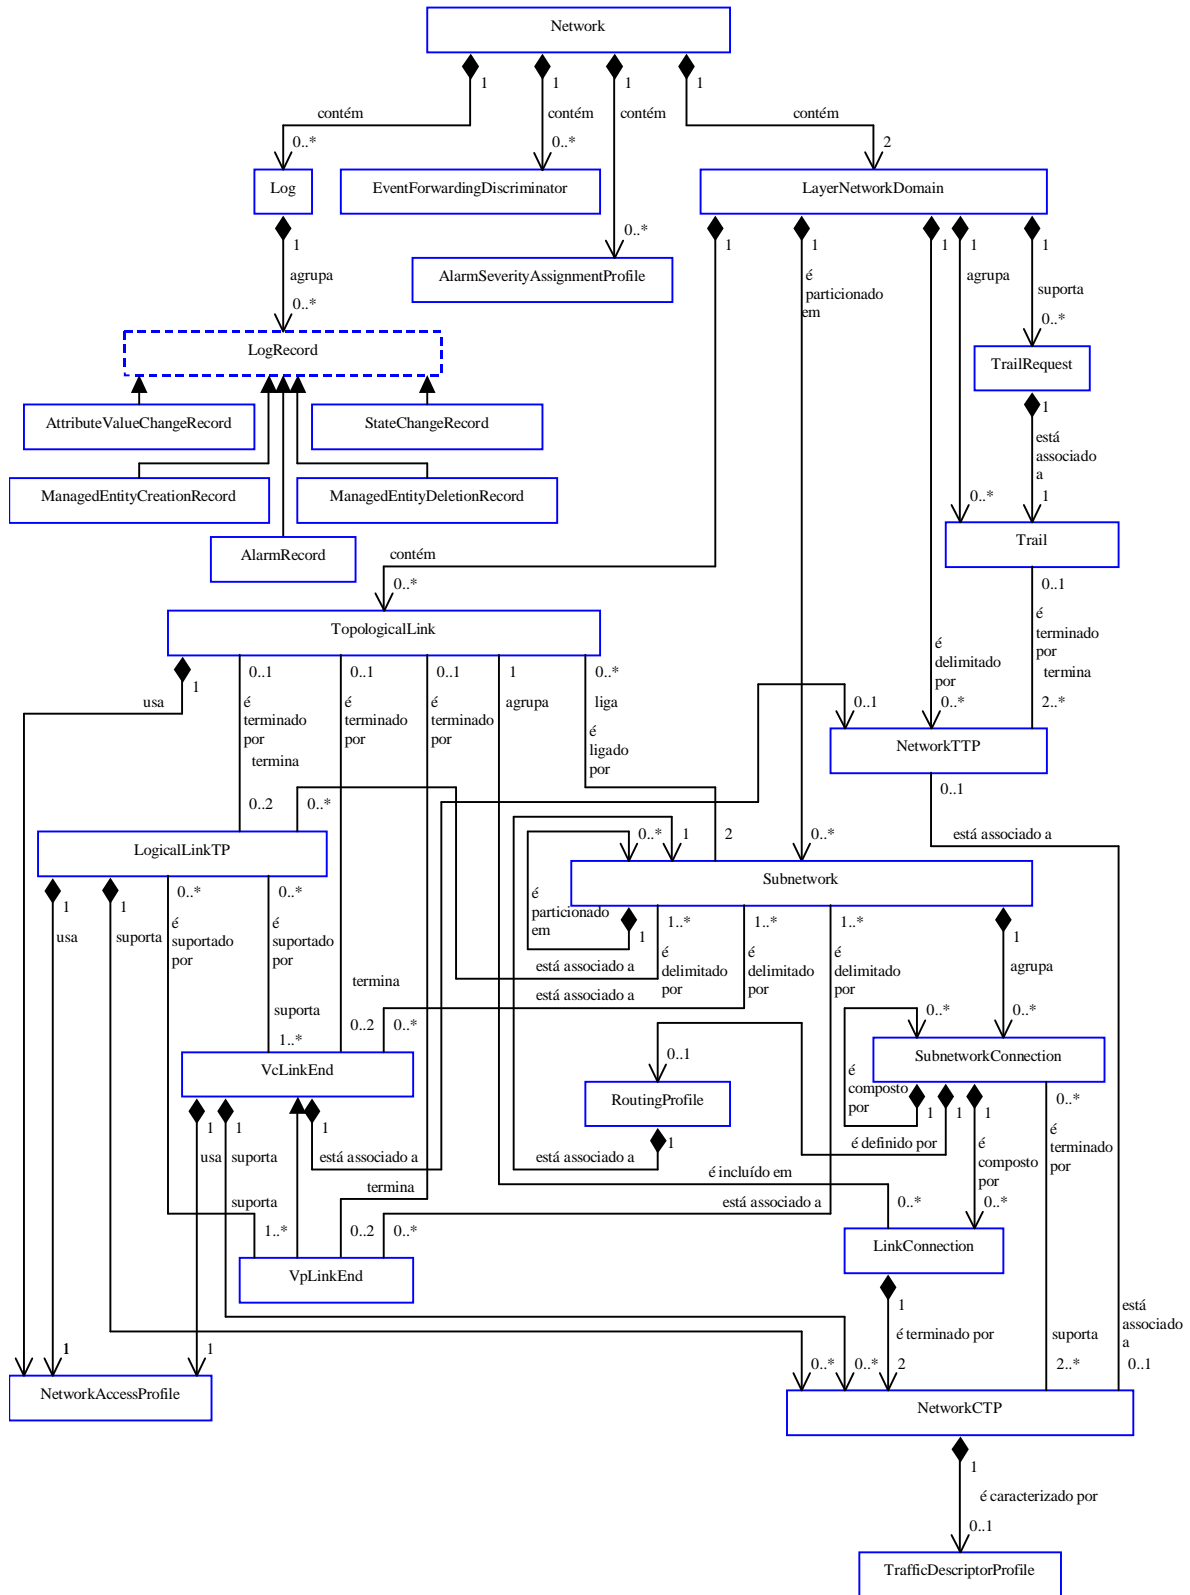 Network
1 1 1 1
contém contém contém contém
0..* 0..* 2
Log EventForwardingDiscriminator LayerNetworkDomain
1 0..* 1 1 1 1 1
agrupa AlarmSeverityAssignmentProfile é agrupa suporta
particionado
em
0..* 0..*
LogRecord TrailRequest
1
AttributeValueChangeRecord StateChangeRecord
está
associado
a
ManagedEntityCreationRecord ManagedEntityDeletionRecord
0..* 1
AlarmRecord Trail
contém
0..* 0..1
TopologicalLink
é
terminado
por
é
delimitado
por
1 0..1 0..1 0..1 1 0..*
usa é é é agrupa liga termina
terminado terminado terminado
por por por
0..1 0..* 2..*
é
ligado
por
NetworkTTP
termina
0..1
0..2 0..* 0..* 1 2 0..*
está associado a
LogicalLinkTP
Subnetwork
1 1 0..* 0..*
é
particionado
em
usa suporta é é
suportado suportado
por por
1 1..* 1..* 1..* 1
é é é agrupa
delimitado delimitado delimitado
por por por
está associado a
termina
está associado a
suporta 0..2 0..* 0..* 0..*
1..*
VcLinkEnd SubnetworkConnection
0..1
é
composto
por
RoutingProfile
0..*
1 1 1 1 1 1 1
é
terminado
por
usa suporta está associado a está associado a é definido por é
composto
por
é incluído em
termina
suporta está associado a 0..* 0..*
1..* 0..2 0..*
LinkConnection
VpLinkEnd
1
está
associado
a
é terminado por suporta
1 1 0..* 0..* 2 2..* 0..1
NetworkAccessProfile NetworkCTP
1
é caracterizado por
0..1
TrafficDescriptorProfile